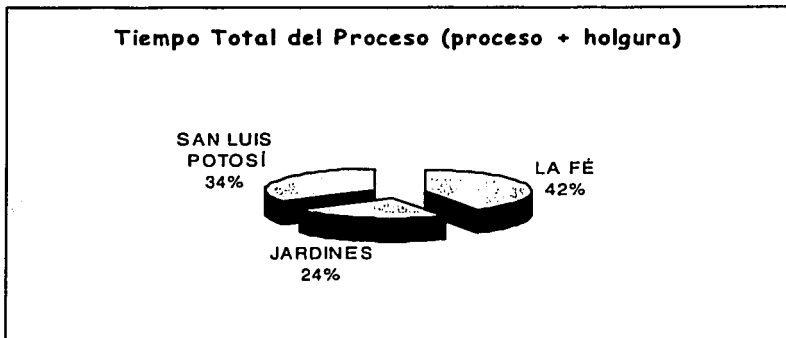 Tiempo Total del Proceso (proceso + holgura)
SAN LUIS
POTOSÍ
34%
LA FÉ
42%
JARDINES
24%